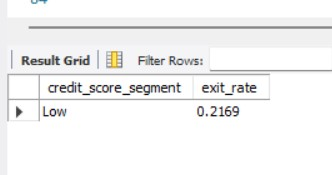 Result Grid Filter Rows:
credit_score_segment exit_rate
Low 0.2169